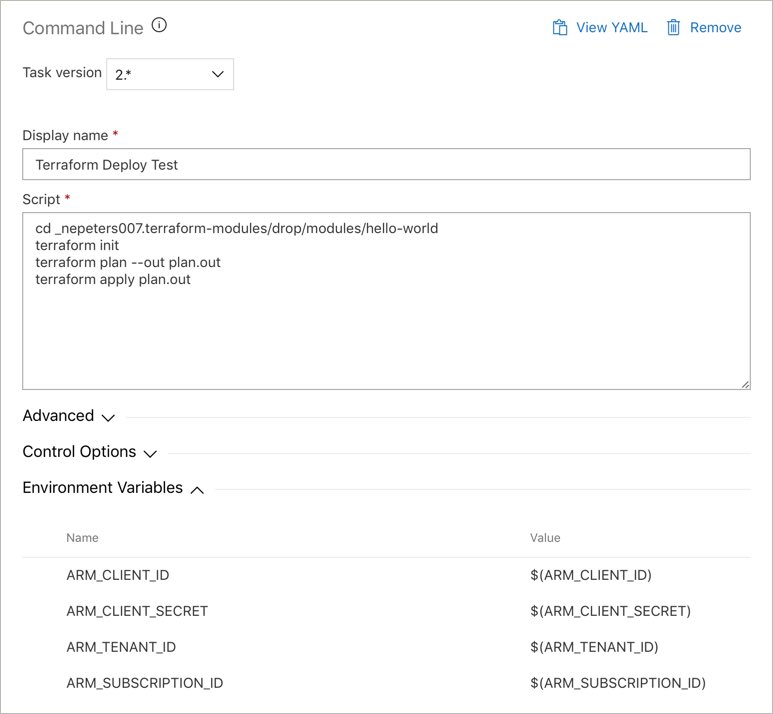 Command Line
View YAML
Remove
Task version 2.*
Display name *
Terraform Deploy Test
Script *
cd _nepeters007.terraform-modules/drop/modules/hello-world
terraform init
terraform plan --out plan.out
terraform apply plan.out
Advanced
Control Options
Environment Variables
Name Value
ARM_CLIENT_ID $(ARM_CLIENT_ID)
ARM_CLIENT_SECRET $(ARM_CLIENT_SECRET)
ARM_TENANT_ID $(ARM_TENANT_ID)
ARM_SUBSCRIPTION_ID $(ARM_SUBSCRIPTION_ID)